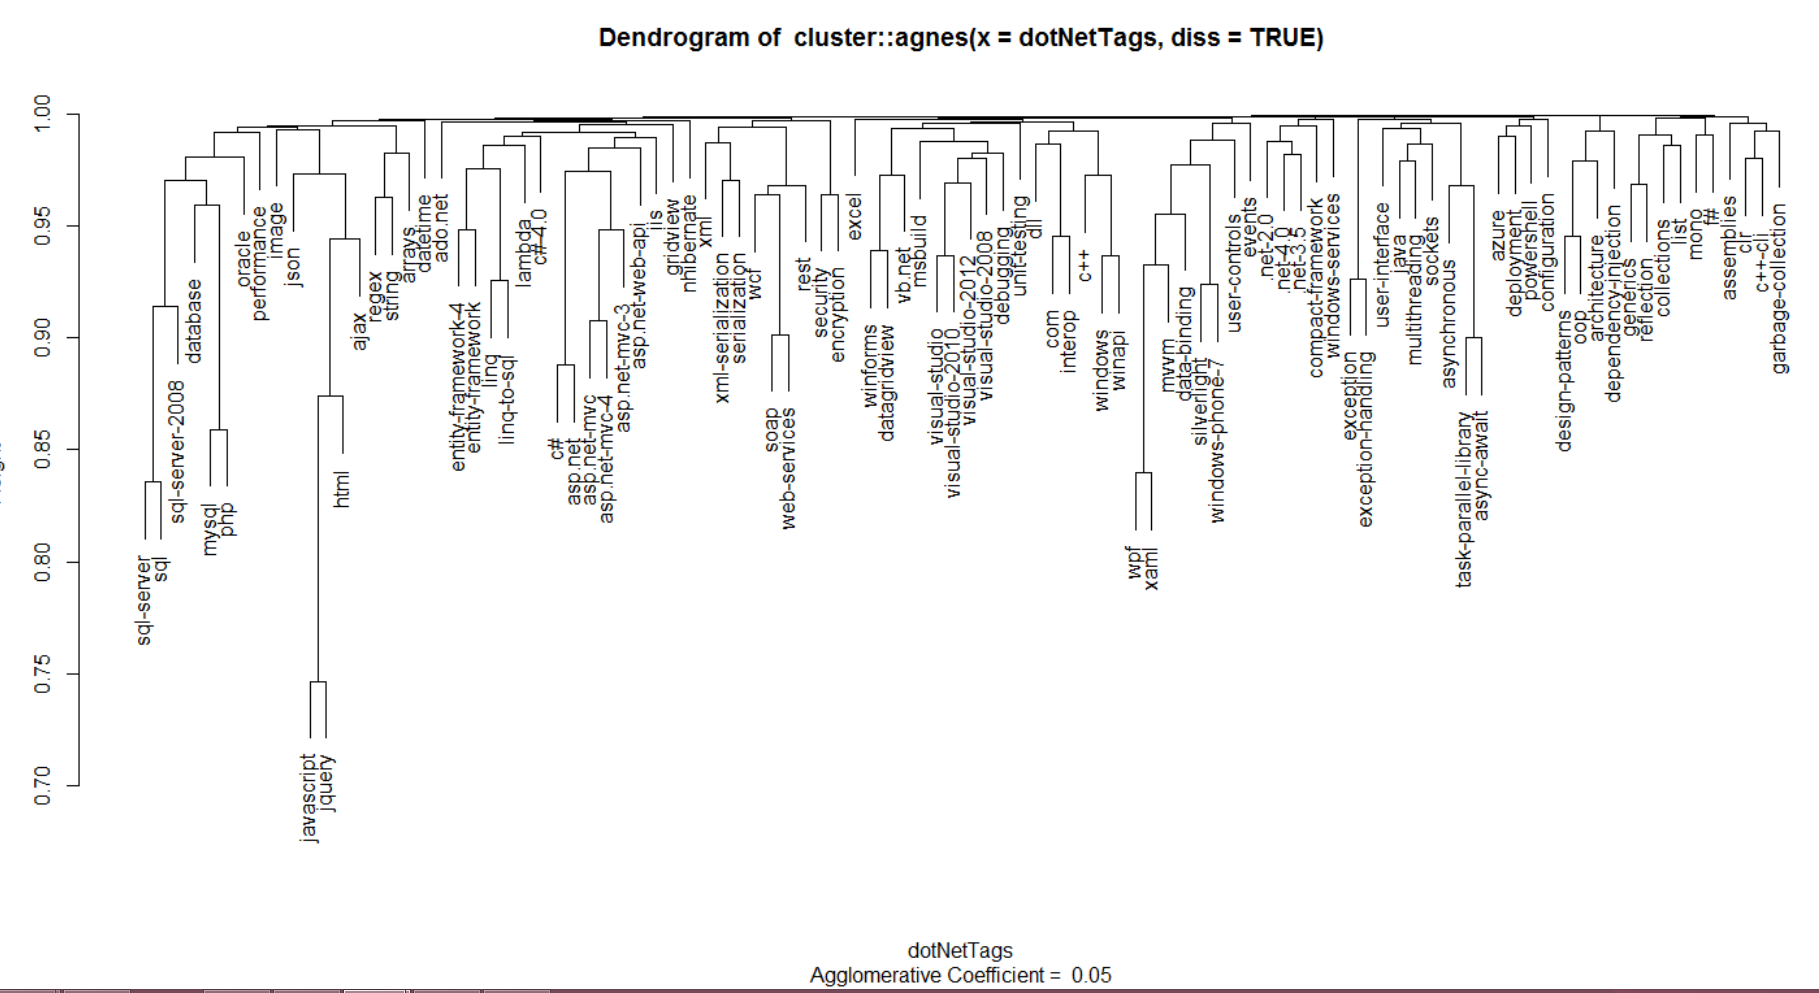 Dendrogram of cluster::agnes(x = dotNetTags, diss = TRUE)
1.00
0.95
0.90
0.85
0.80
0.75
0.70
sql-server
sql
sql-server-2008
database
mysql
php
oracle
performance
image
json
javascript
jquery
html
ajax
regex
string
arrays
datetime
ado.net
entity-framework-4
entity-framework
linq
linq-to-sql
lambda
c#-4.0
c#
asp.net
asp.net-mvc
asp.net-mvc-4
asp.net-mvc-3
asp.net-web-api
iis
gridview
nhibernate
xml
xml-serialization
serialization
wcf
soap
web-services
rest
security
encryption
excel
winforms
datagridview
vb.net
msbuild
visual-studio
visual-studio-2010
visual-studio-2012
visual-studio-2008
debugging
unit-testing
dll
com
interop
c++
windows
winapi
wpf
xaml
mvvm
data-binding
silverlight
windows-phone-7
user-controls
events
.net-2.0
.net-4.0
.net-3.5
compact-framework
windows-services
exception
exception-handling
user-interface
java
multithreading
sockets
asynchronous
task-parallel-library
async-await
azure
deployment
powershell
configuration
design-patterns
oop
architecture
dependency-injection
generics
reflection
collections
list
mono
f#
assemblies
clr
c++-cli
garbage-collection
dotNetTags
Agglomerative Coefficient = 0.05